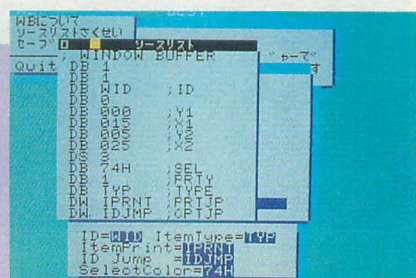 WBについて
ソースリストさくせい
セーブ
ソースリスト
; WINDOW BUFFER
Quit
DB 1
DB 1
DB WID ;ID
DB 0
DB 000 ;Y1
DB 015 ;X1
DB 005 ;Y2
DB 025 ;X2
DS 3
DB 74H ;SEL
DB 1 ;PRTY
DB TYP ;TYPE
DW IPRNT ;PRTJP
DW IDJMP ;OPTJP
ID=WID ItemType=TYP
ItemPrint=IPRNT
ID Jump =IDJMP
SelectColor=74H